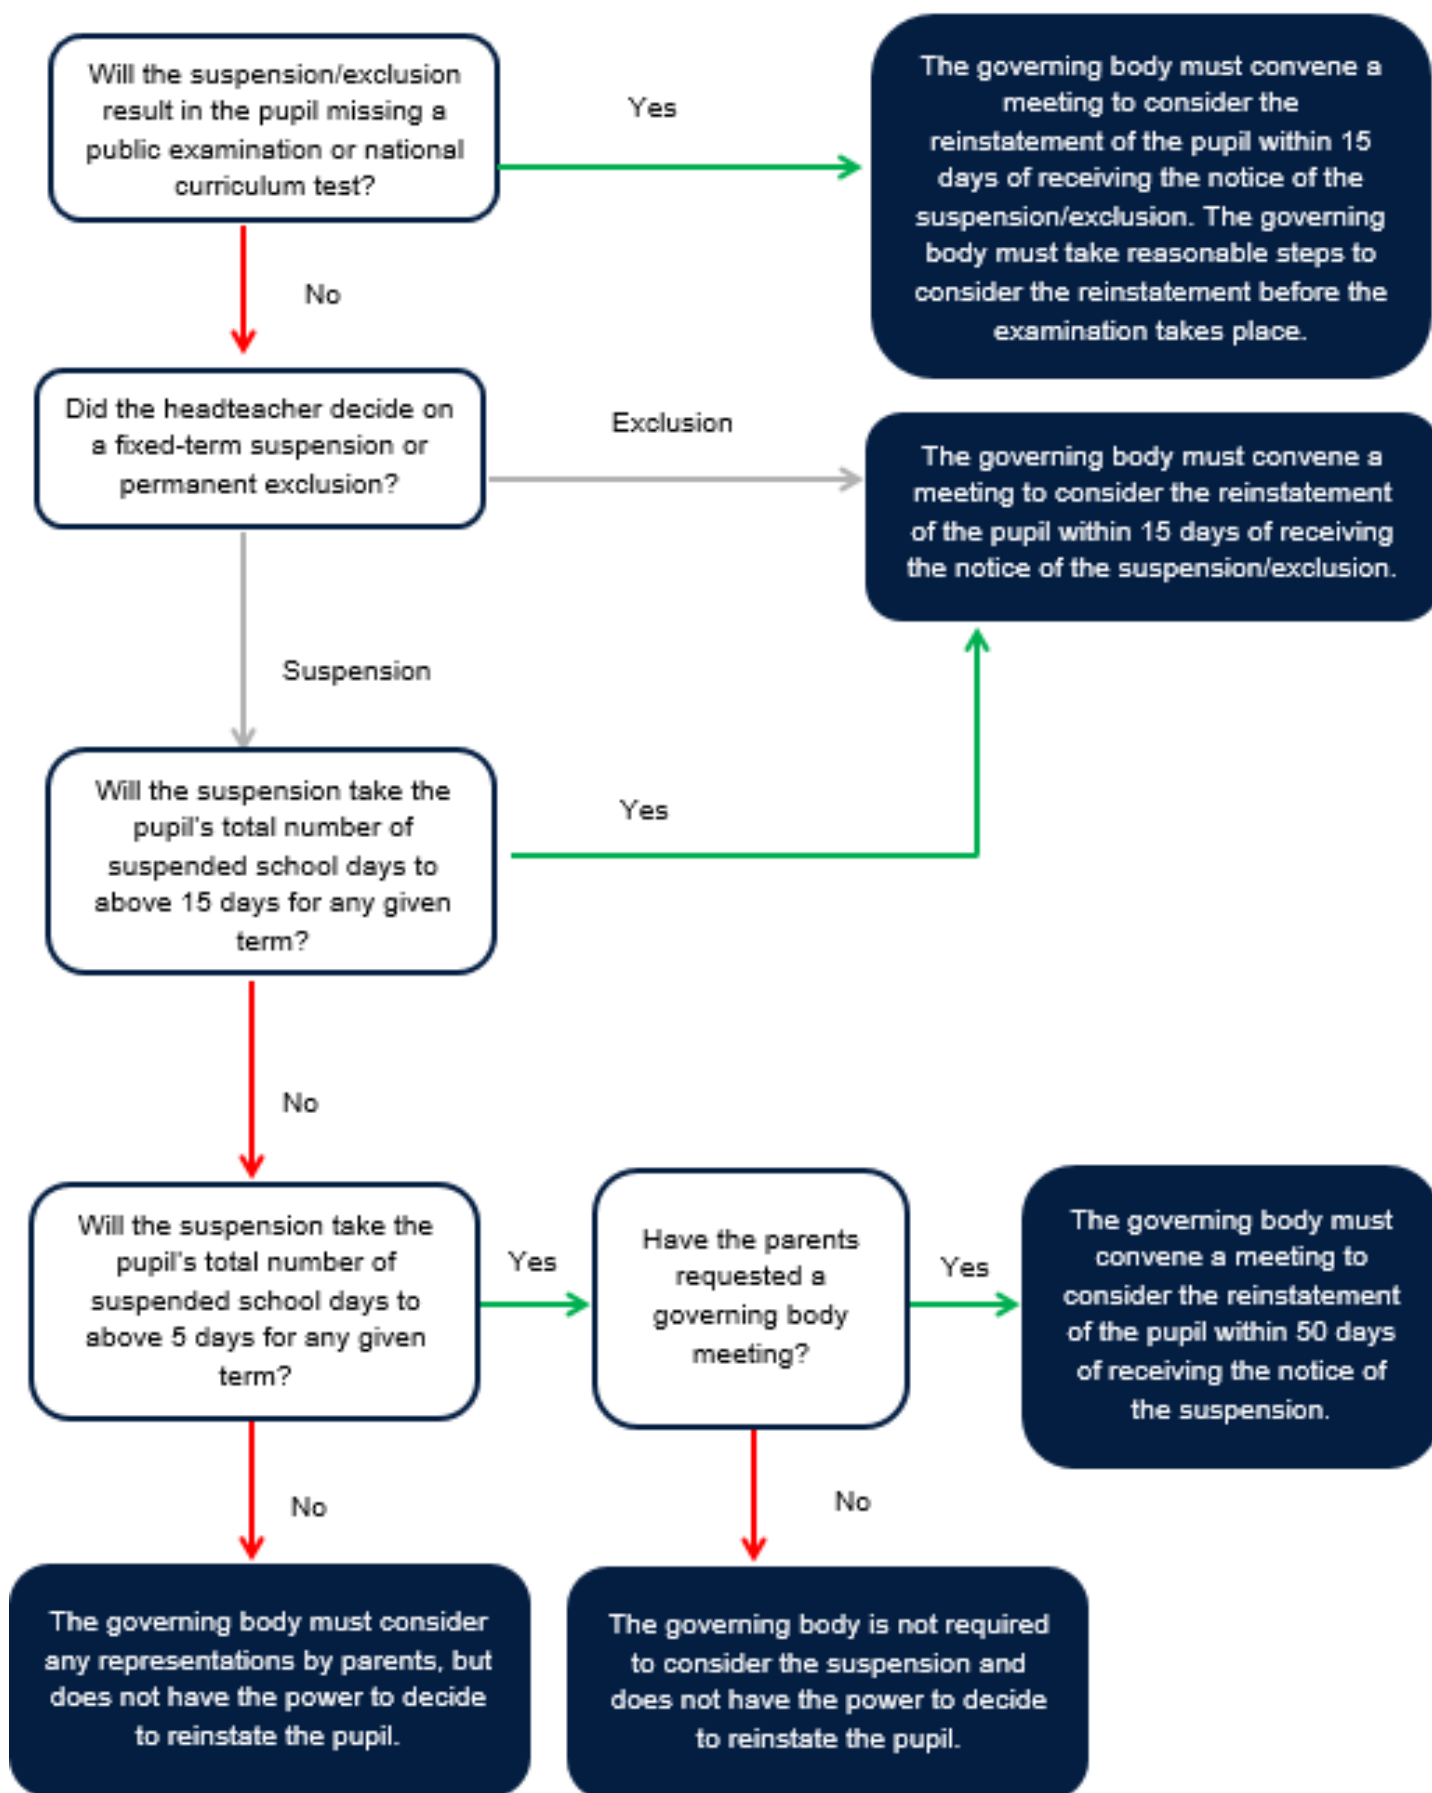 Will the suspension/exclusion
result in the pupil missing a
public examination or national
curriculum test?
Yes
The governing body must convene a
meeting to consider the
reinstatement of the pupil within 15
days of receiving the notice of the
suspension/exclusion. The governing
body must take reasonable steps to
consider the reinstatement before the
examination takes place.
No
Did the headteacher decide on
a fixed-term suspension or
permanent exclusion?
Exclusion
The governing body must convene a
meeting to consider the reinstatement
of the pupil within 15 days of receiving
the notice of the suspension/exclusion.
Suspension
Will the suspension take the
pupil's total number of
suspended school days to
above 15 days for any given
term?
Yes
No
Will the suspension take the
pupil's total number of
suspended school days to
above 5 days for any given
term?
Yes
Have the parents
requested a
governing body
meeting?
Yes
The governing body must
convene a meeting to
consider the reinstatement
of the pupil within 50 days
of receiving the notice of
the suspension.
No
No
The governing body must consider
any representations by parents, but
does not have the power to decide
to reinstate the pupil.
The governing body is not required
to consider the suspension and
does not have the power to decide
to reinstate the pupil.